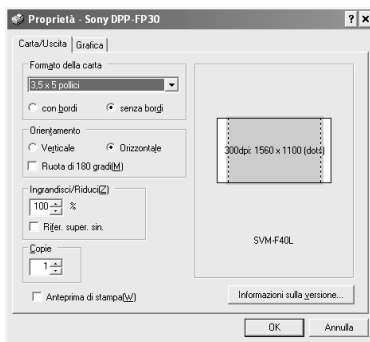 Proprietà - Sony DPP-FP30
Carta/Uscita Grafica
Formato della carta
3,5 x 5 pollici
con bordi senza bordi
Orientamento
Verticale Orizzontale
Ruota di 180 gradi(M)
Ingrandisci/Riduci(Z)
100 %
Rifer. super. sin.
Copie
1
Anteprima di stampa(W)
300dpi: 1560 x 1100 (dots)
SVM-F40L
Informazioni sulla versione...
OK Annulla